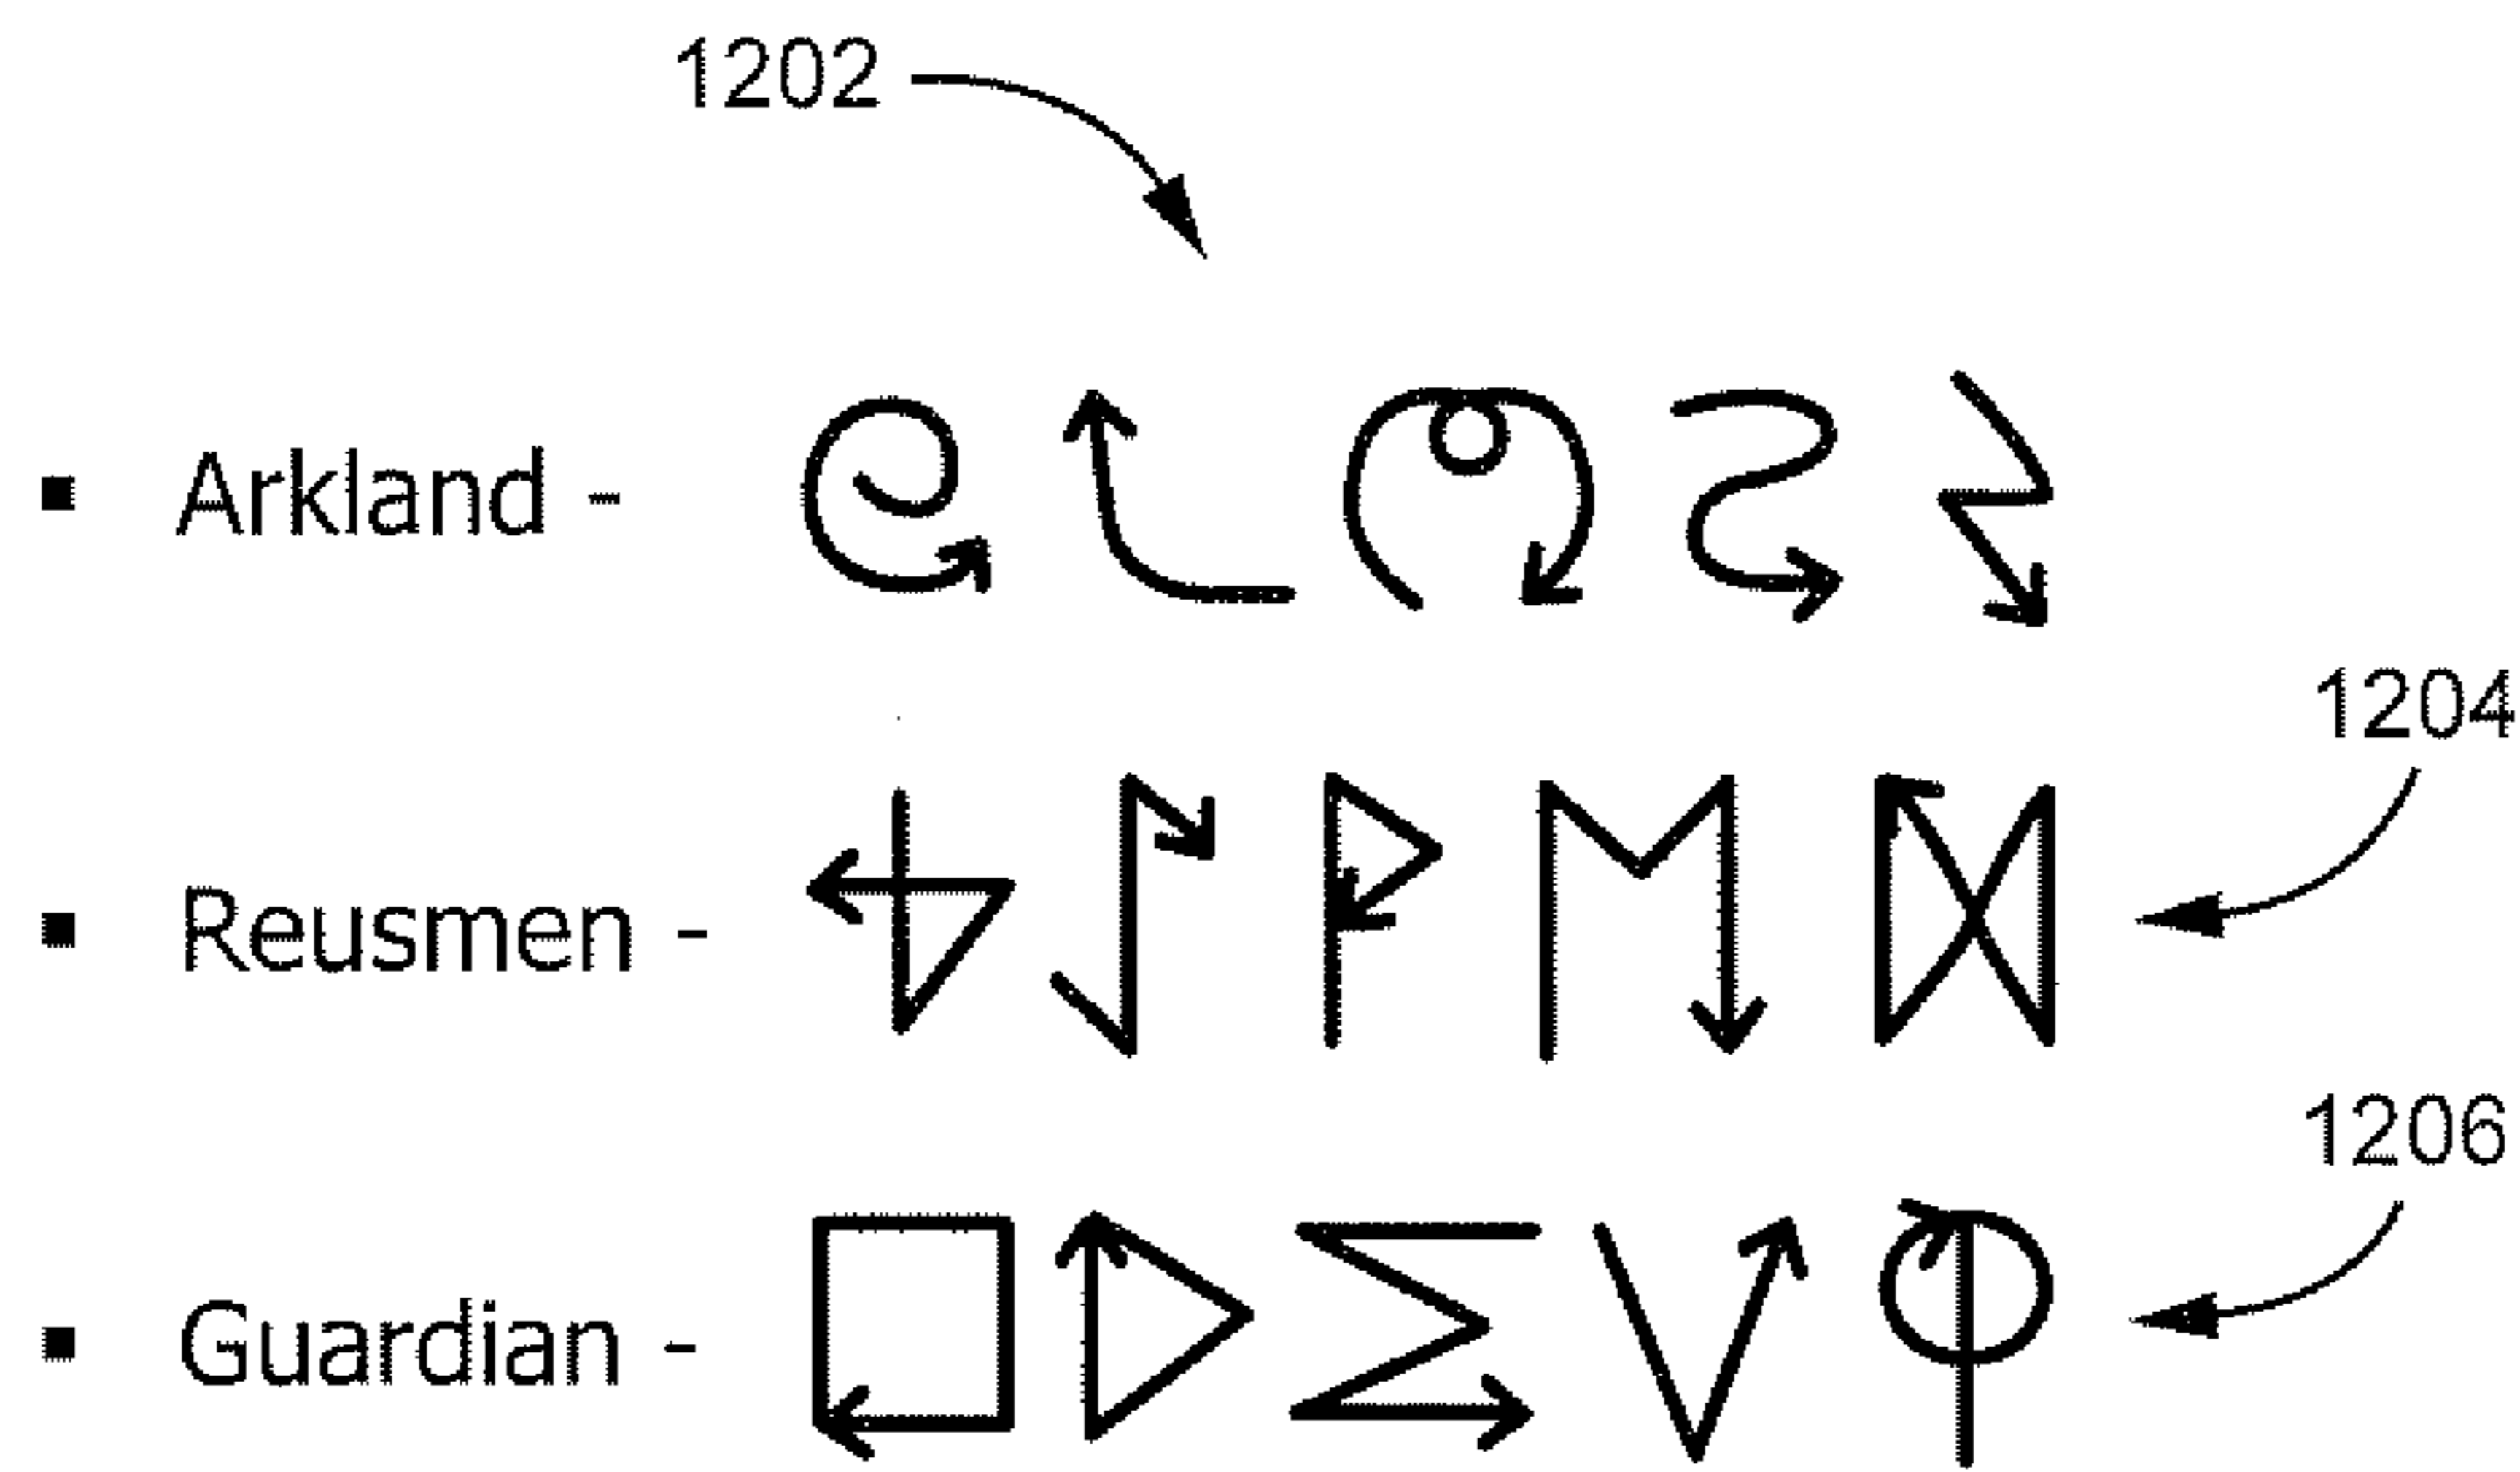 1202
▪ Arkland -
1204
▪ Reusmen -
1206
▪ Guardian -